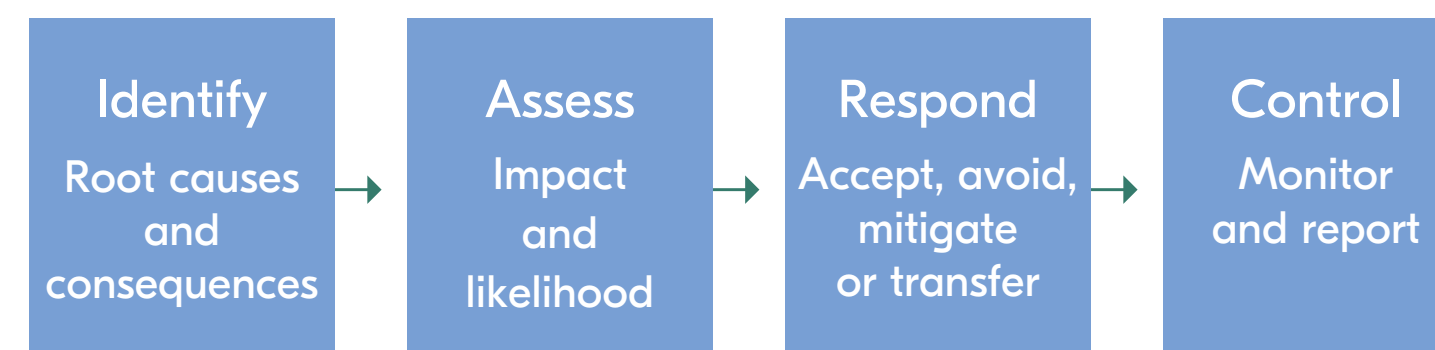 Identify
Root causes
and
consequences
Assess
Impact
and
likelihood
Respond
Accept, avoid,
mitigate
or transfer
Control
Monitor
and report